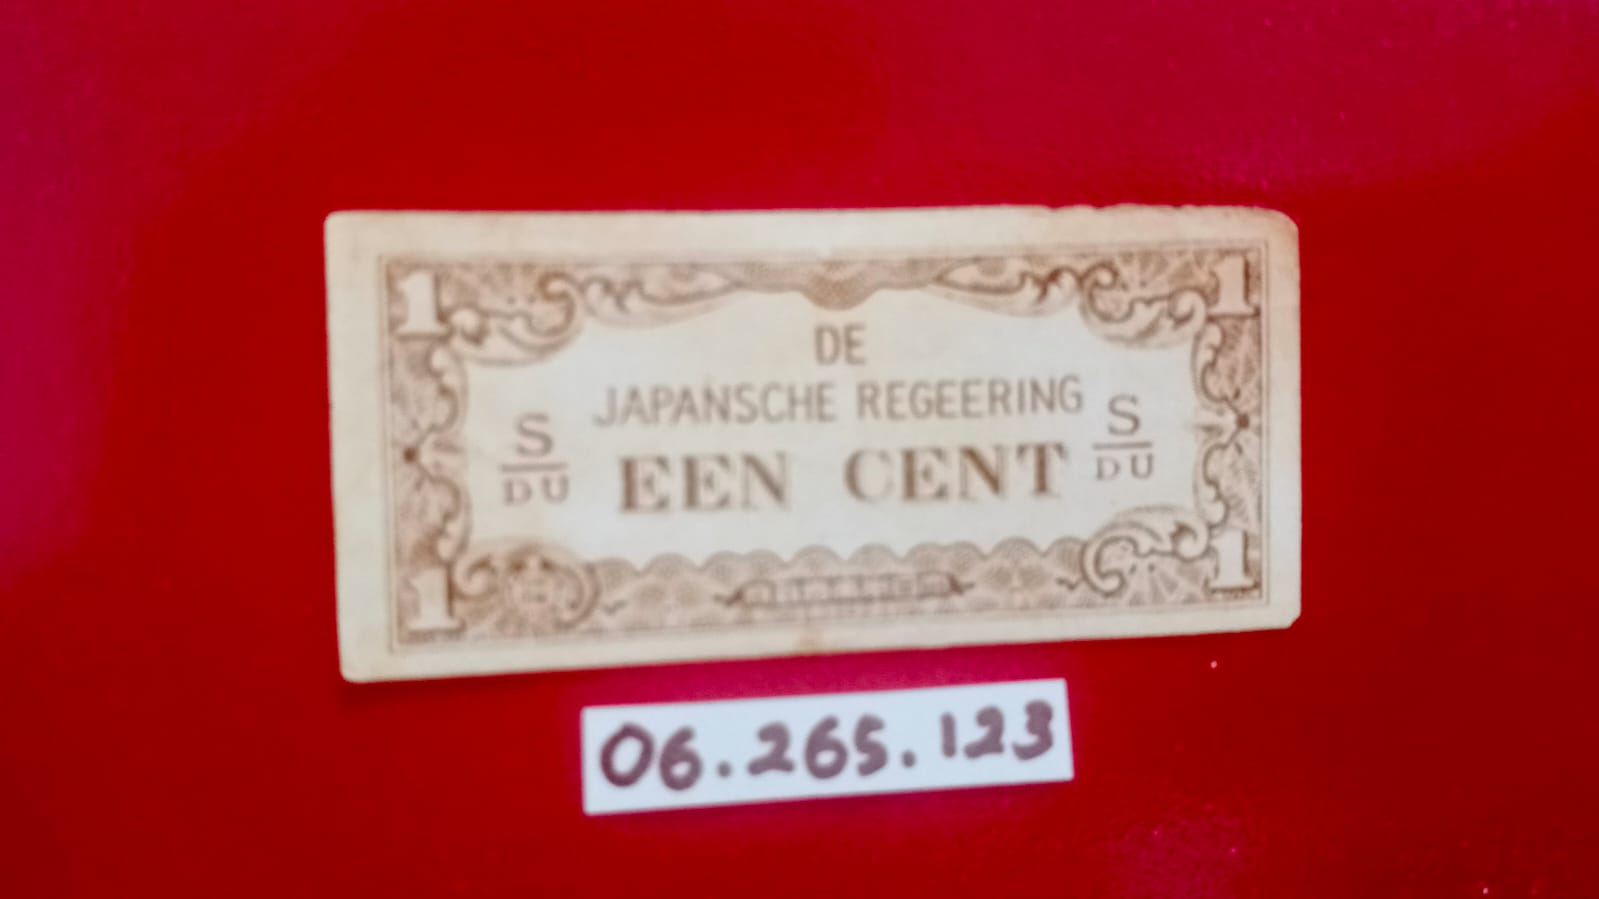 1 1
DE
JAPANSCHE REGEERING
S/DU EEN CENT S/DU
1 1
06.265.123